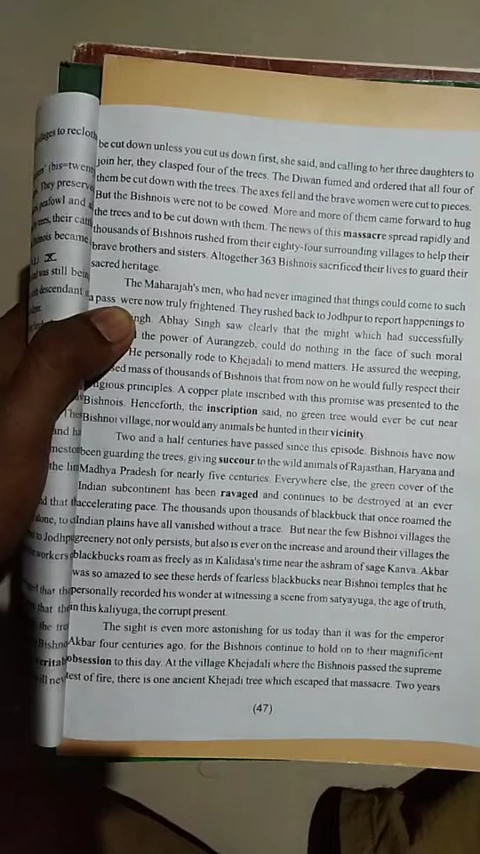 be cut down unless you cut us down first, she said, and calling to her three daughters to
join her, they clasped four of the trees. The Diwan fumed and ordered that all four of
them be cut down with the trees. The axes fell and the brave women were cut to pieces.
But the Bishnois were not to be cowed. More and more of them came forward to hug
the trees and to be cut down with them. The news of this massacre spread rapidly and
thousands of Bishnois rushed from their eighty-four surrounding villages to help their
brave brothers and sisters. Altogether 363 Bishnois sacrificed their lives to guard their
sacred heritage.
The Maharajah's men, who had never imagined that things could come to such
a pass were now truly frightened. They rushed back to Jodhpur to report happenings to
ngh. Abhay Singh saw clearly that the might which had successfully
the power of Aurangzeb, could do nothing in the face of such moral
He personally rode to Khejadali to mend matters. He assured the weeping,
sed mass of thousands of Bishnois that from now on he would fully respect their
igious principles. A copper plate inscribed with this promise was presented to the
Bishnois. Henceforth, the inscription said, no green tree would ever be cut near
Bishnoi village, nor would any animals be hunted in their vicinity
Two and a half centuries have passed since this episode. Bishnois have now
been guarding the trees, giving succour to the wild animals of Rajasthan, Haryana and
Madhya Pradesh for nearly five centuries. Everywhere else, the green cover of the
Indian subcontinent has been ravaged and continues to be destroyed at an ever
accelerating pace. The thousands upon thousands of blackbuck that once roamed the
Indian plains have all vanished without a trace. But near the few Bishnoi villages the
greenery not only persists, but also is ever on the increase and around their villages the
blackbucks roam as freely as in Kalidasa's time near the ashram of sage Kanva. Akbar
was so amazed to see these herds of fearless blackbucks near Bishnoi temples that he
personally recorded his wonder at witnessing a scene from satyayuga, the age of truth,
in this kaliyuga, the corrupt present.
The sight is even more astonishing for us today than it was for the emperor
Akbar four centuries ago. for the Bishnois continue to hold on to their magnificent
obsession to this day. At the village Khejadali where the Bishnois passed the supreme
test of fire, there is one ancient Khejadi tree which escaped that massacre. Two years
(47)